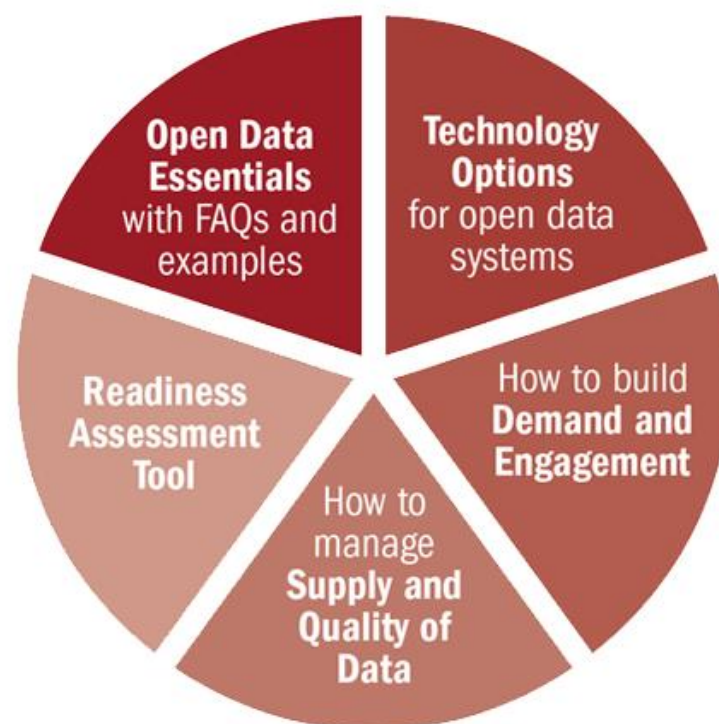 Open Data
Essentials
with FAQs and
examples
Technology
Options
for open data
systems
How to build
Demand and
Engagement
How to
manage
Supply and
Quality of
Data
Readiness
Assessment
Tool